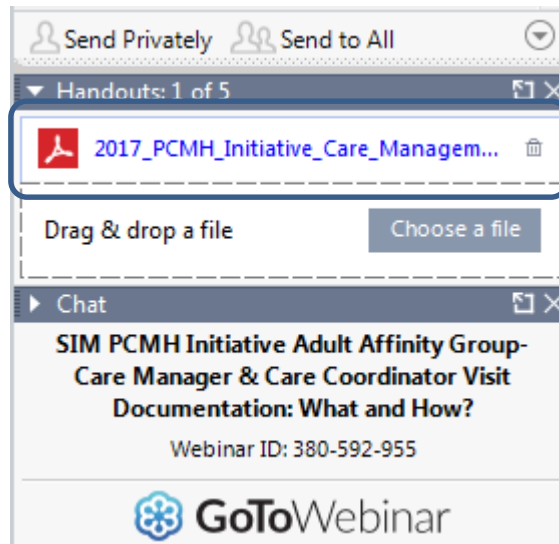 Send Privately Send to All
Handouts: 1 of 5
2017_PCMH_Initiative_Care_Managem...
Drag & drop a file Choose a file
Chat
SIM PCMH Initiative Adult Affinity Group-
Care Manager & Care Coordinator Visit
Documentation: What and How?
Webinar ID: 380-592-955
GoToWebinar